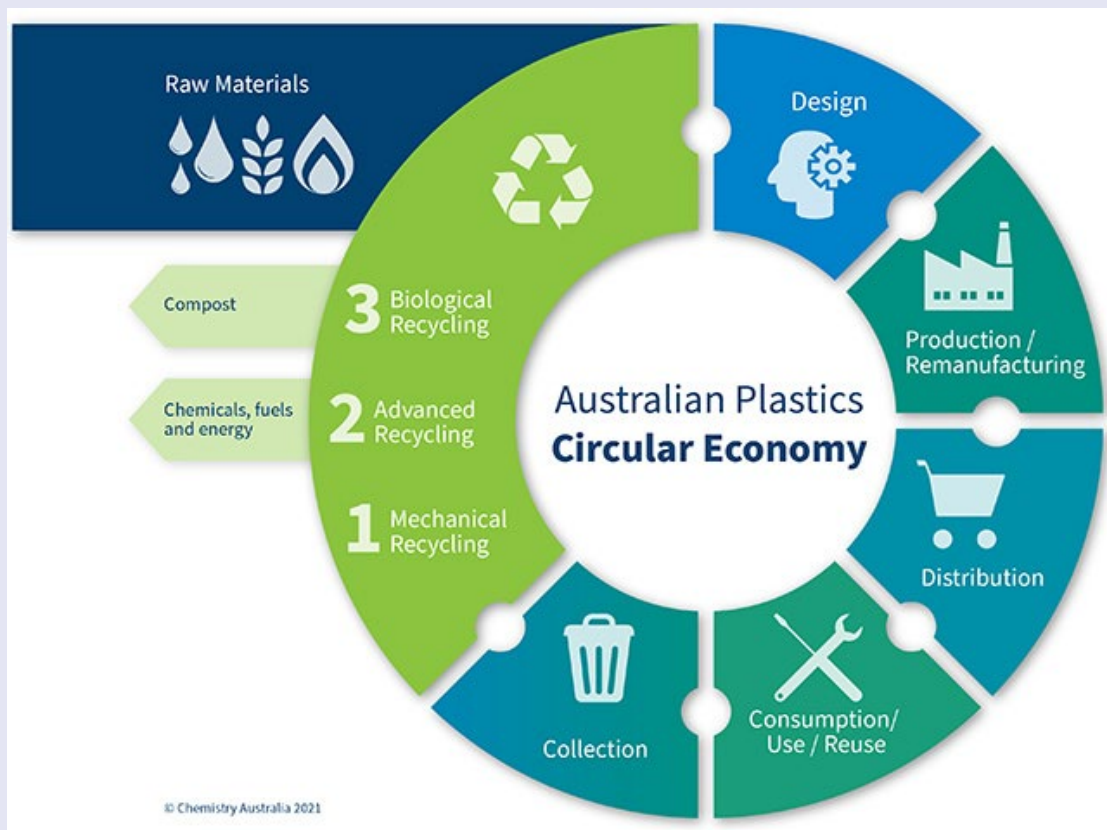 Raw Materials
Design
Production /
Remanufacturing
Distribution
Consumption/
Use / Reuse
Collection
1 Mechanical
Recycling
2 Advanced
Recycling
3 Biological
Recycling
Compost
Chemicals, fuels
and energy
Australian Plastics
Circular Economy
© Chemistry Australia 2021